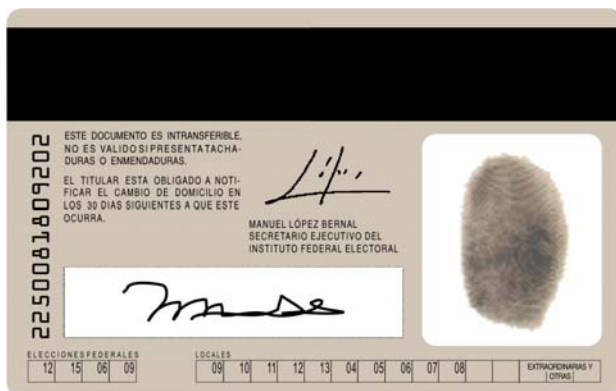 2250081809202
ESTE DOCUMENTO ES INTRANSFERIBLE,
NO ES VALIDO SI PRESENTA TACHA-
DURAS O ENMENDADURAS.
EL TITULAR ESTA OBLIGADO A NOTI-
FICAR EL CAMBIO DE DOMICILIO EN
LOS 30 DIAS SIGUIENTES A QUE ESTE
OCURRA.
MANUEL LÓPEZ BERNAL
SECRETARIO EJECUTIVO DEL
INSTITUTO FEDERAL ELECTORAL
ELECCIONES FEDERALES
12 15 06 09
LOCALES
09 10 11 12 13 04 05 06 07 08
EXTRAORDINARIAS Y
OTRAS